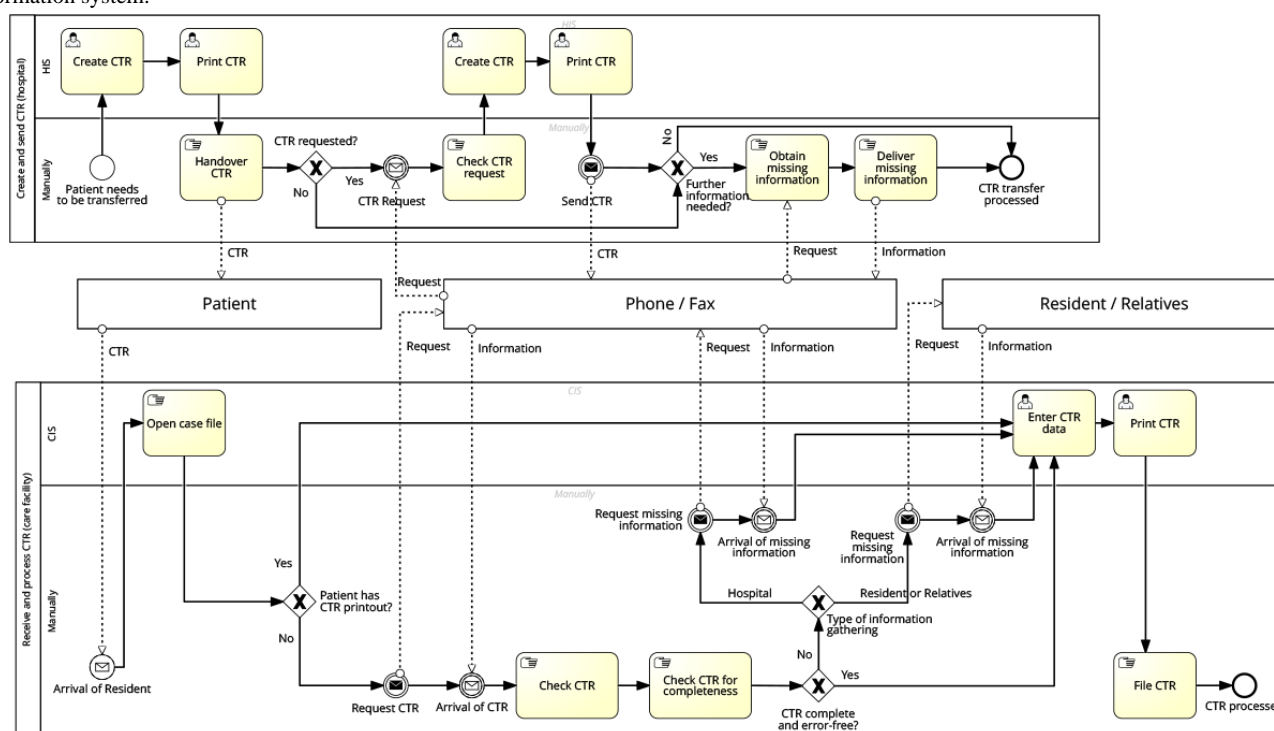 ormation system.
Create and send CTR (hospital)
HIS
HIS
Create CTR
Print CTR
Create CTR
Print CTR
Manually
Manually
Patient needs
to be transferred
Handover
CTR
CTR requested?
Yes
No
CTR Request
Check CTR
request
Send CTR
No
Yes
Further
information
needed?
Obtain
missing
information
Deliver
missing
information
CTR transfer
processed
CTR
Request
CTR
Request
Information
Patient
Phone / Fax
Resident / Relatives
CTR
Request
Information
Request
Information
Request
Information
Receive and process CTR (care facility)
CIS
CIS
Open case file
Enter CTR
data
Print CTR
Manually
Manually
Request missing
information
Arrival of missing
information
Request
missing
information
Arrival of missing
information
Yes
Patient has
CTR printout?
No
Hospital
Resident or Relatives
Type of information
gathering
No
Arrival of Resident
Request CTR
Arrival of CTR
Check CTR
Check CTR for
completeness
Yes
CTR complete
and error-free?
File CTR
CTR processe